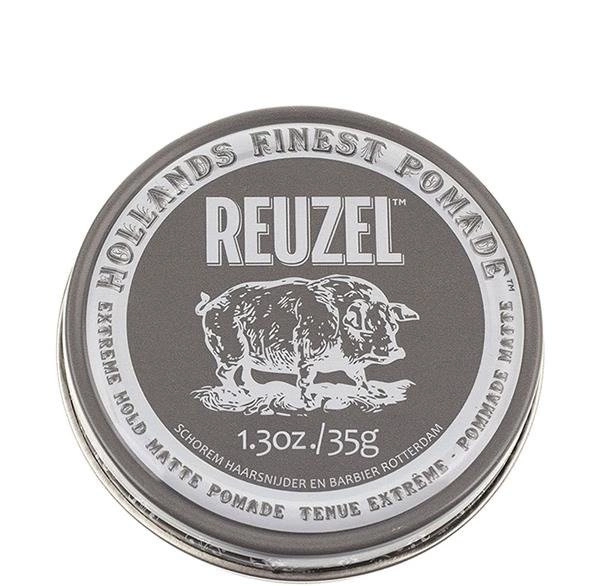 HOLLANDS FINEST POMADE™
REUZEL™
1.3oz./35g
SCHOREM HAARSNIJDER EN BARBIER ROTTERDAM
EXTREME HOLD MATTE POMADE TENUE EXTRÊME - POMMADE MATTE